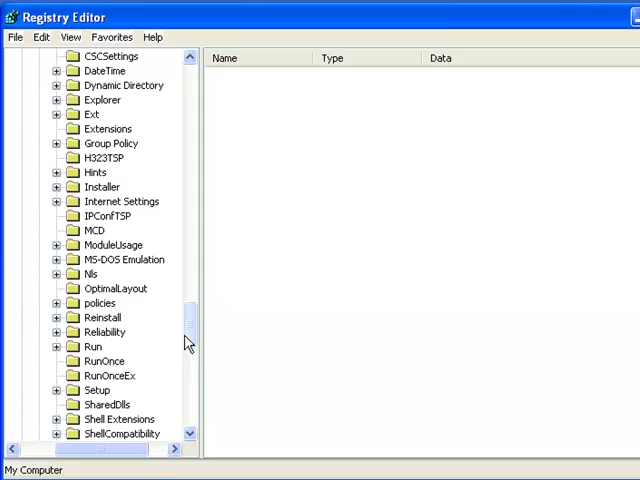 Registry Editor
File Edit View Favorites Help
Name Type Data
CSCSettings
DateTime
Dynamic Directory
Explorer
Ext
Extensions
Group Policy
H323TSP
Hints
Installer
Internet Settings
IPConfTSP
MCD
ModuleUsage
MS-DOS Emulation
Nls
OptimalLayout
policies
Reinstall
Reliability
Run
RunOnce
RunOnceEx
Setup
SharedDlls
Shell Extensions
ShellCompatibility
My Computer